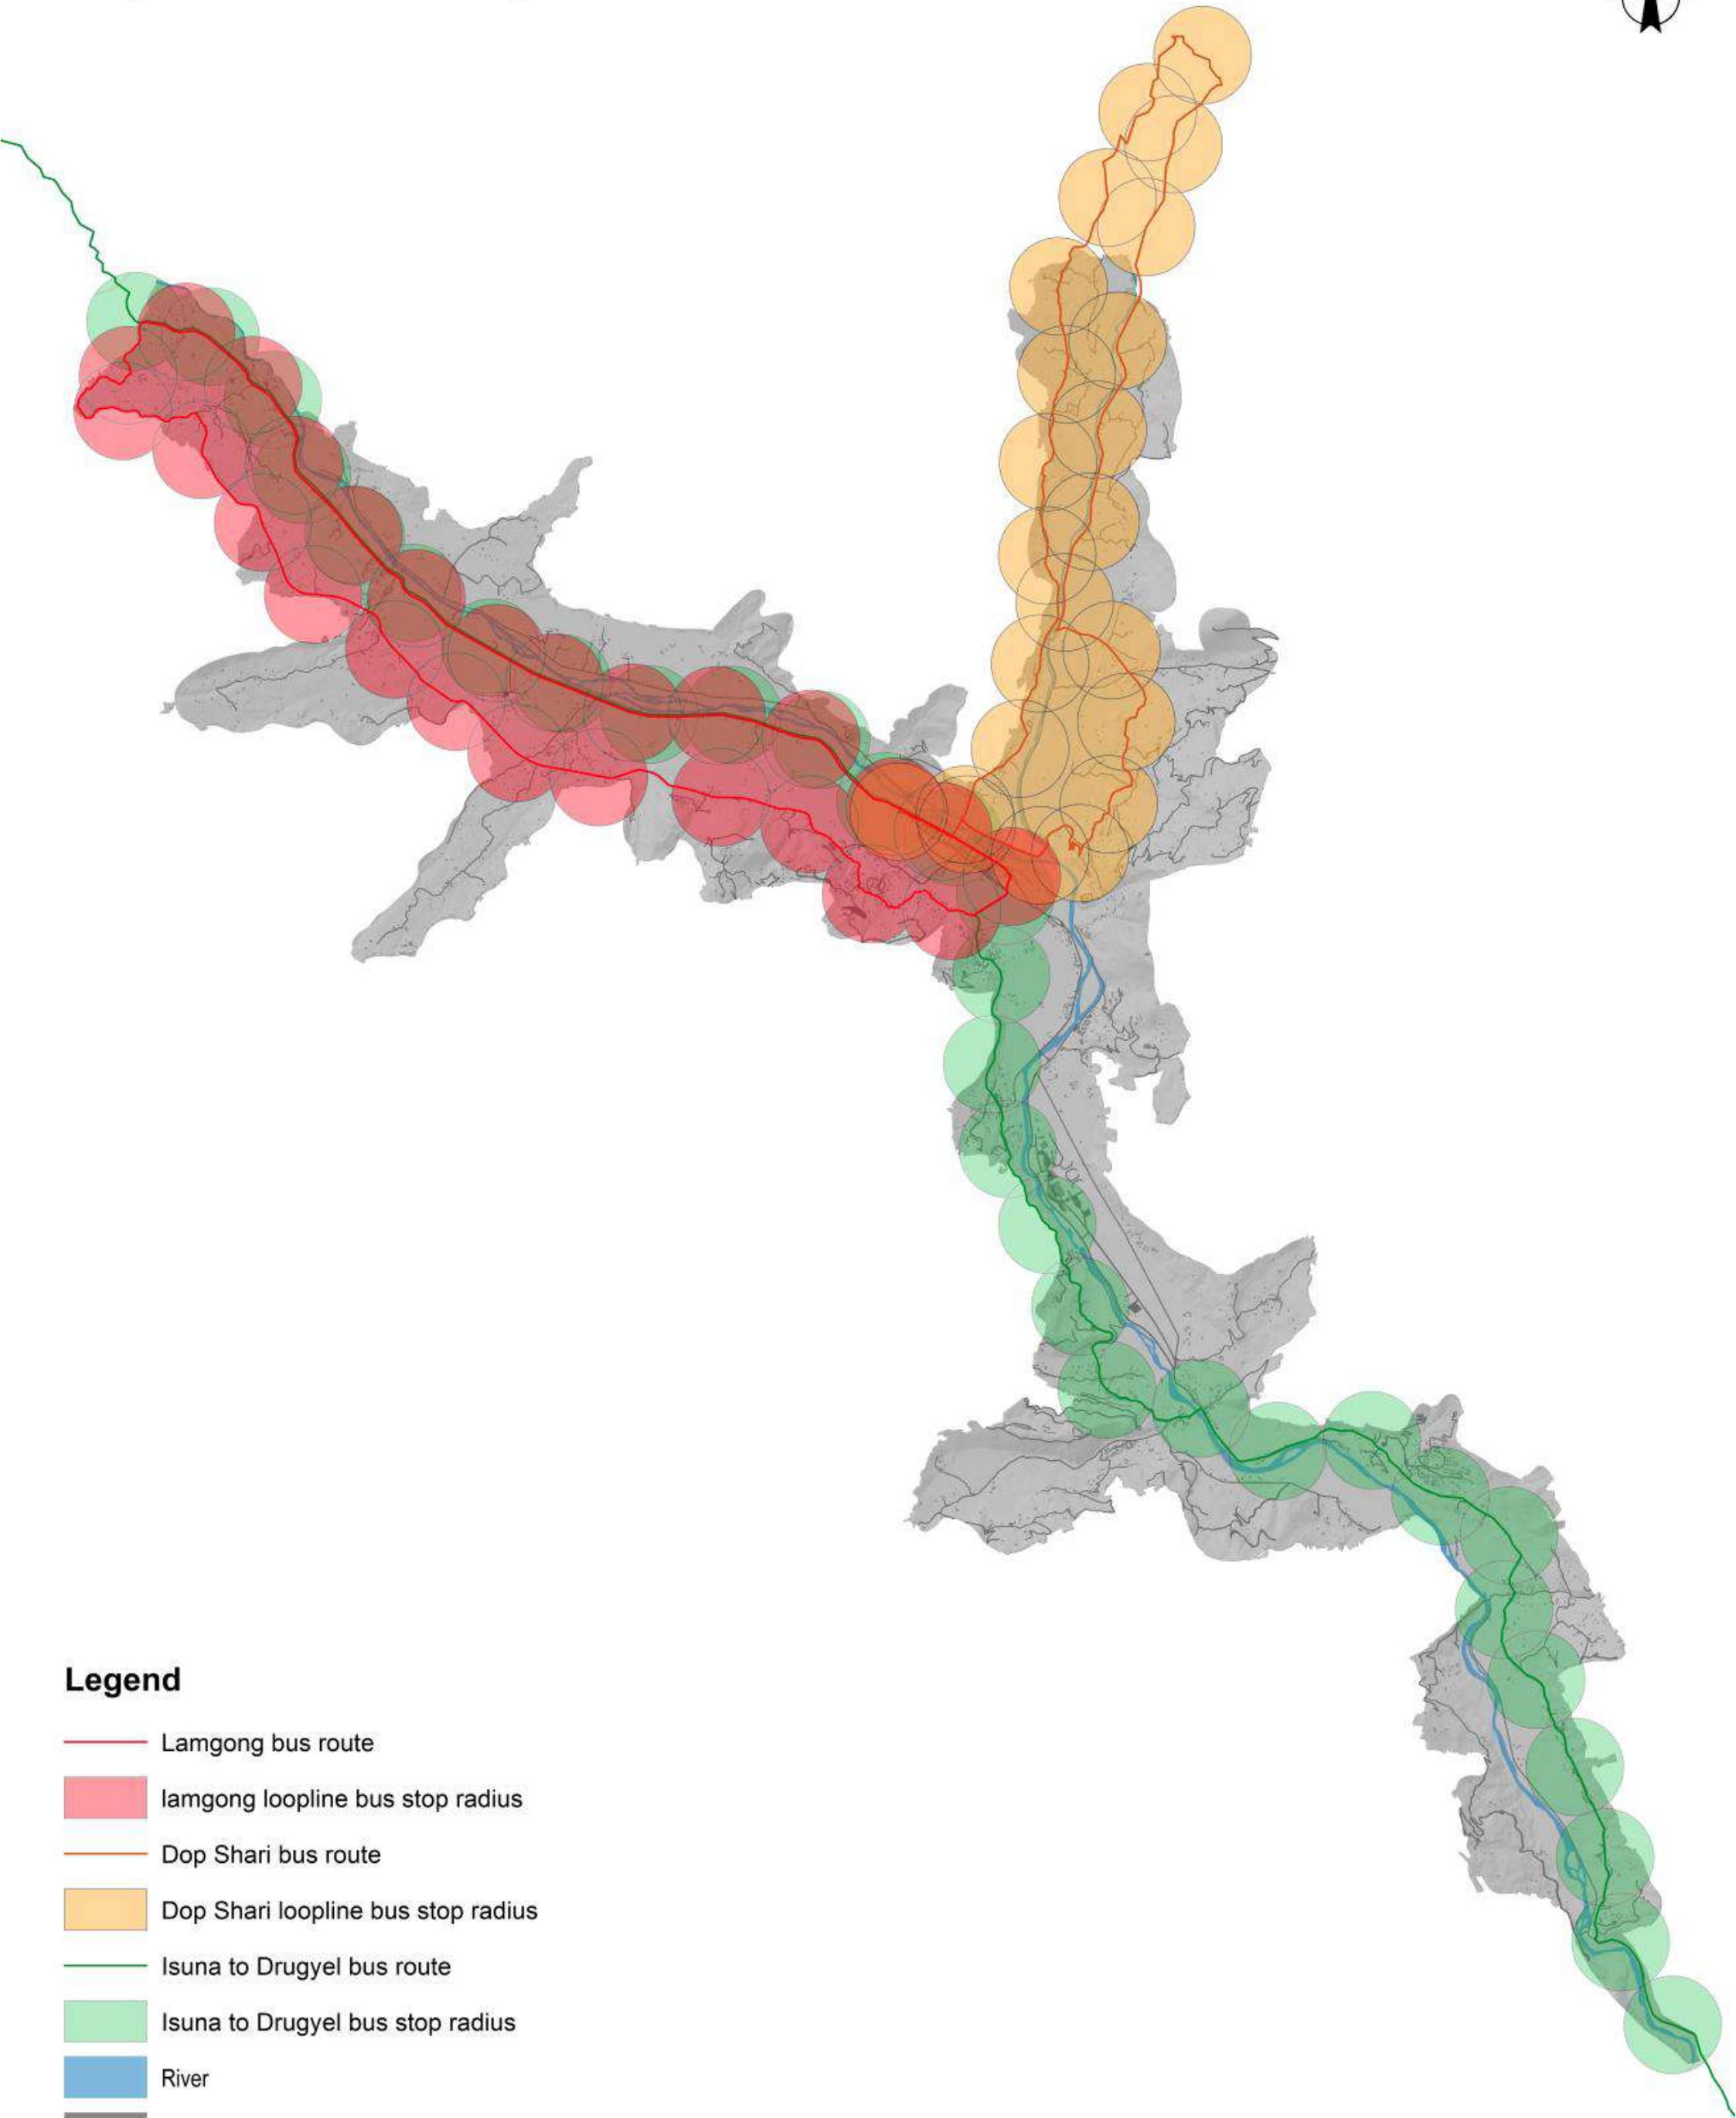 Legend
Lamgong bus route
lamgong loopline bus stop radius
Dop Shari bus route
Dop Shari loopline bus stop radius
Isuna to Drugyel bus route
Isuna to Drugyel bus stop radius
River